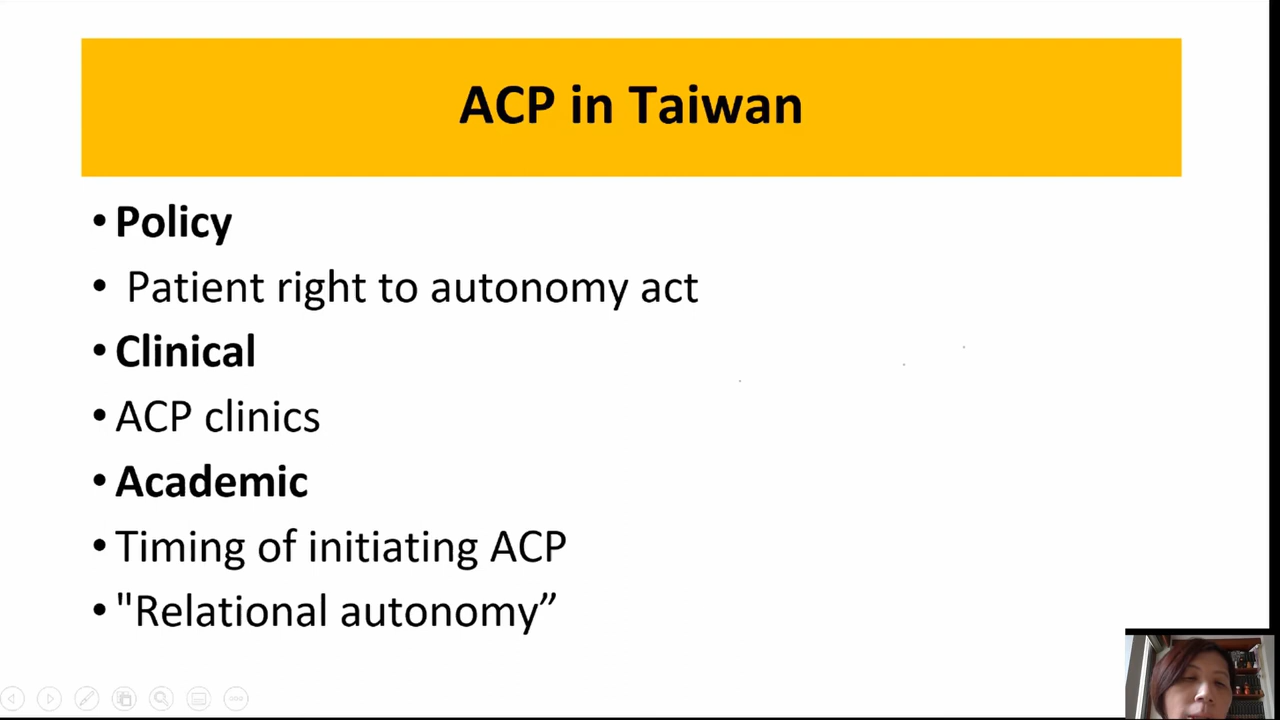 ACP in Taiwan
• Policy
• Patient right to autonomy act
• Clinical
• ACP clinics
• Academic
• Timing of initiating ACP
• "Relational autonomy”